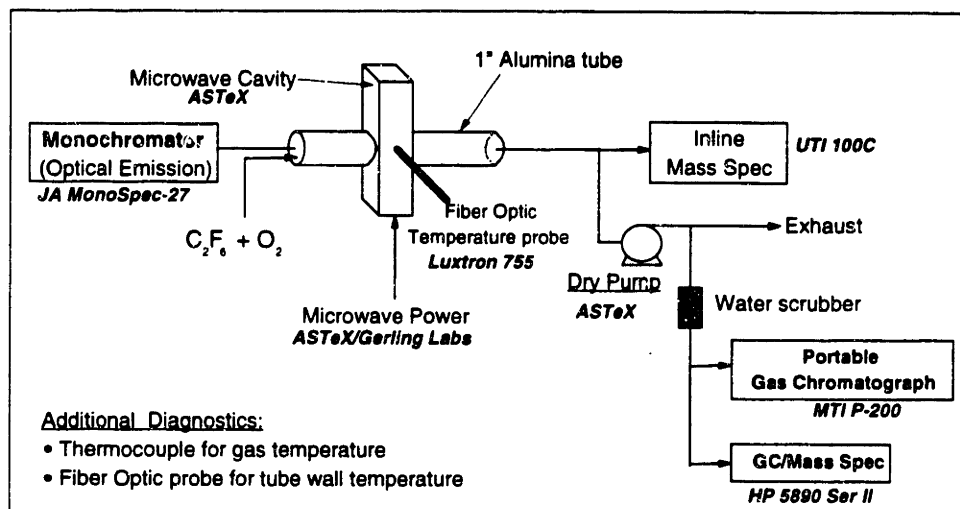 1" Alumina tube
Microwave Cavity
ASTeX
Monochromator
(Optical Emission)
JA MonoSpec-27
Inline
Mass Spec
UTI 100C
C₂F₆ + O₂
Fiber Optic
Temperature probe
Luxtron 755
Exhaust
Dry Pump
ASTeX
Water scrubber
Microwave Power
ASTeX/Gerling Labs
Portable
Gas Chromatograph
MTI P-200
Additional Diagnostics:
• Thermocouple for gas temperature
• Fiber Optic probe for tube wall temperature
GC/Mass Spec
HP 5890 Ser II